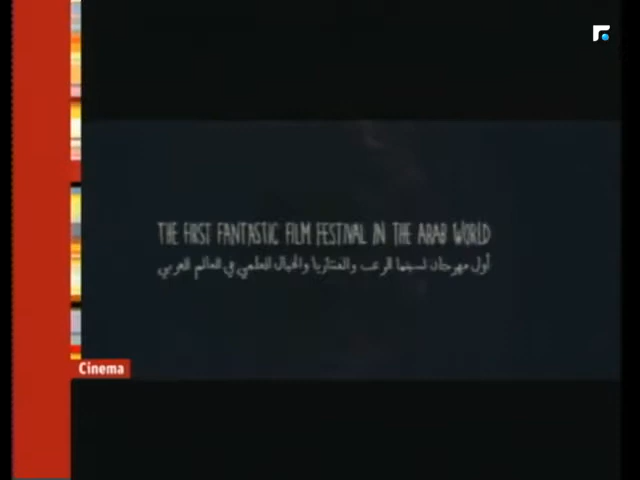 THE FIRST FANTASTIC FILM FESTIVAL IN THE ARAB WORLD
أول مهرجان لسينما الرعب والفنتازيا والخيال العلمي في العالم العربي
Cinema